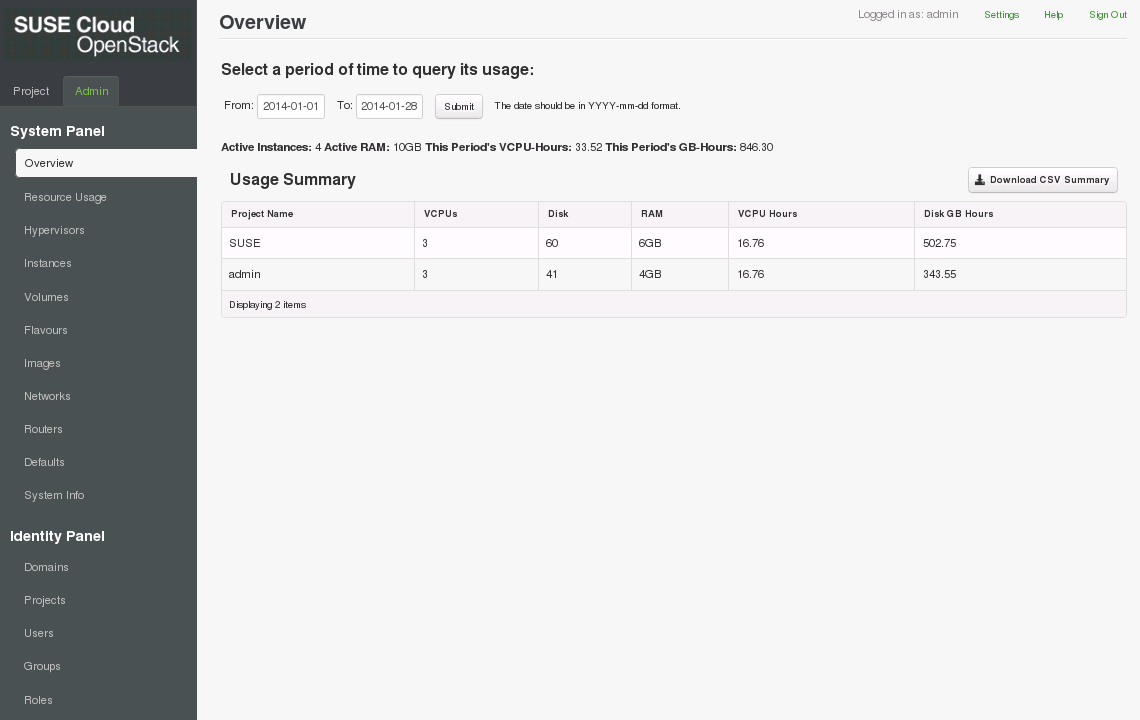 SUSE Cloud
OpenStack
Project Admin
System Panel
Overview
Resource Usage
Hypervisors
Instances
Volumes
Flavours
Images
Networks
Routers
Defaults
System Info
Identity Panel
Domains
Projects
Users
Groups
Roles
Overview
Logged in as: admin Settings Help Sign Out
Select a period of time to query its usage:
From: 2014-01-01 To: 2014-01-28 Submit The date should be in YYYY-mm-dd format.
Active Instances: 4 Active RAM: 10GB This Period's VCPU-Hours: 33.52 This Period's GB-Hours: 846.30
Usage Summary
Download CSV Summary
Project Name VCPUs Disk RAM VCPU Hours Disk GB Hours
SUSE 3 60 6GB 16.76 502.75
admin 3 41 4GB 16.76 343.55
Displaying 2 items